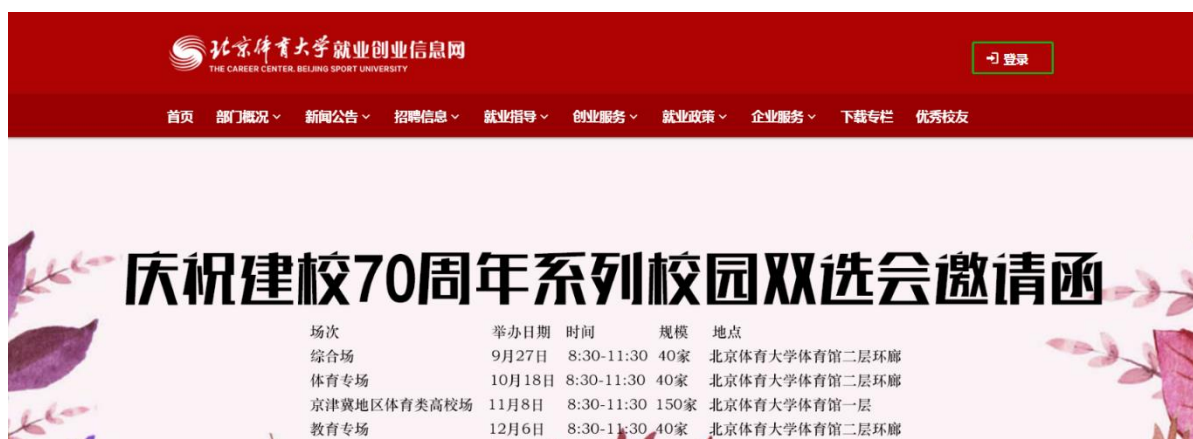 北京体育大学就业创业信息网
THE CAREER CENTER. BEIJING SPORT UNIVERSITY
登录
首页 部门概况 新闻公告 招聘信息 就业指导 创业服务 就业政策 企业服务 下载专栏 优秀校友
庆祝建校70周年系列校园双选会邀请函
场次 举办日期 时间 规模 地点
综合场 9月27日 8:30-11:30 40家 北京体育大学体育馆二层环廊
体育专场 10月18日 8:30-11:30 40家 北京体育大学体育馆二层环廊
京津冀地区体育类高校场 11月8日 8:30-11:30 150家 北京体育大学体育馆一层
教育专场 12月6日 8:30-11:30 40家 北京体育大学体育馆二层环廊